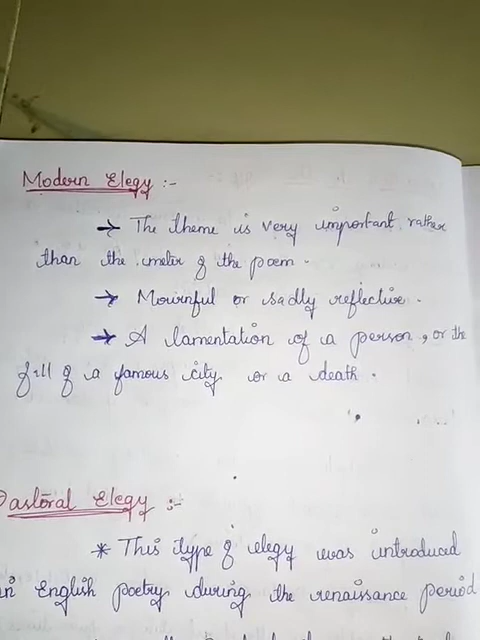 Modern Elegy :-
→ The theme is very important rather
than the meter of the poem.
→ Mournful or sadly reflective.
→ A lamentation of a person, or the
fall of a famous city or a death.
Pastoral Elegy :-
* This type of elegy was introduced
in English poetry during the renaissance period